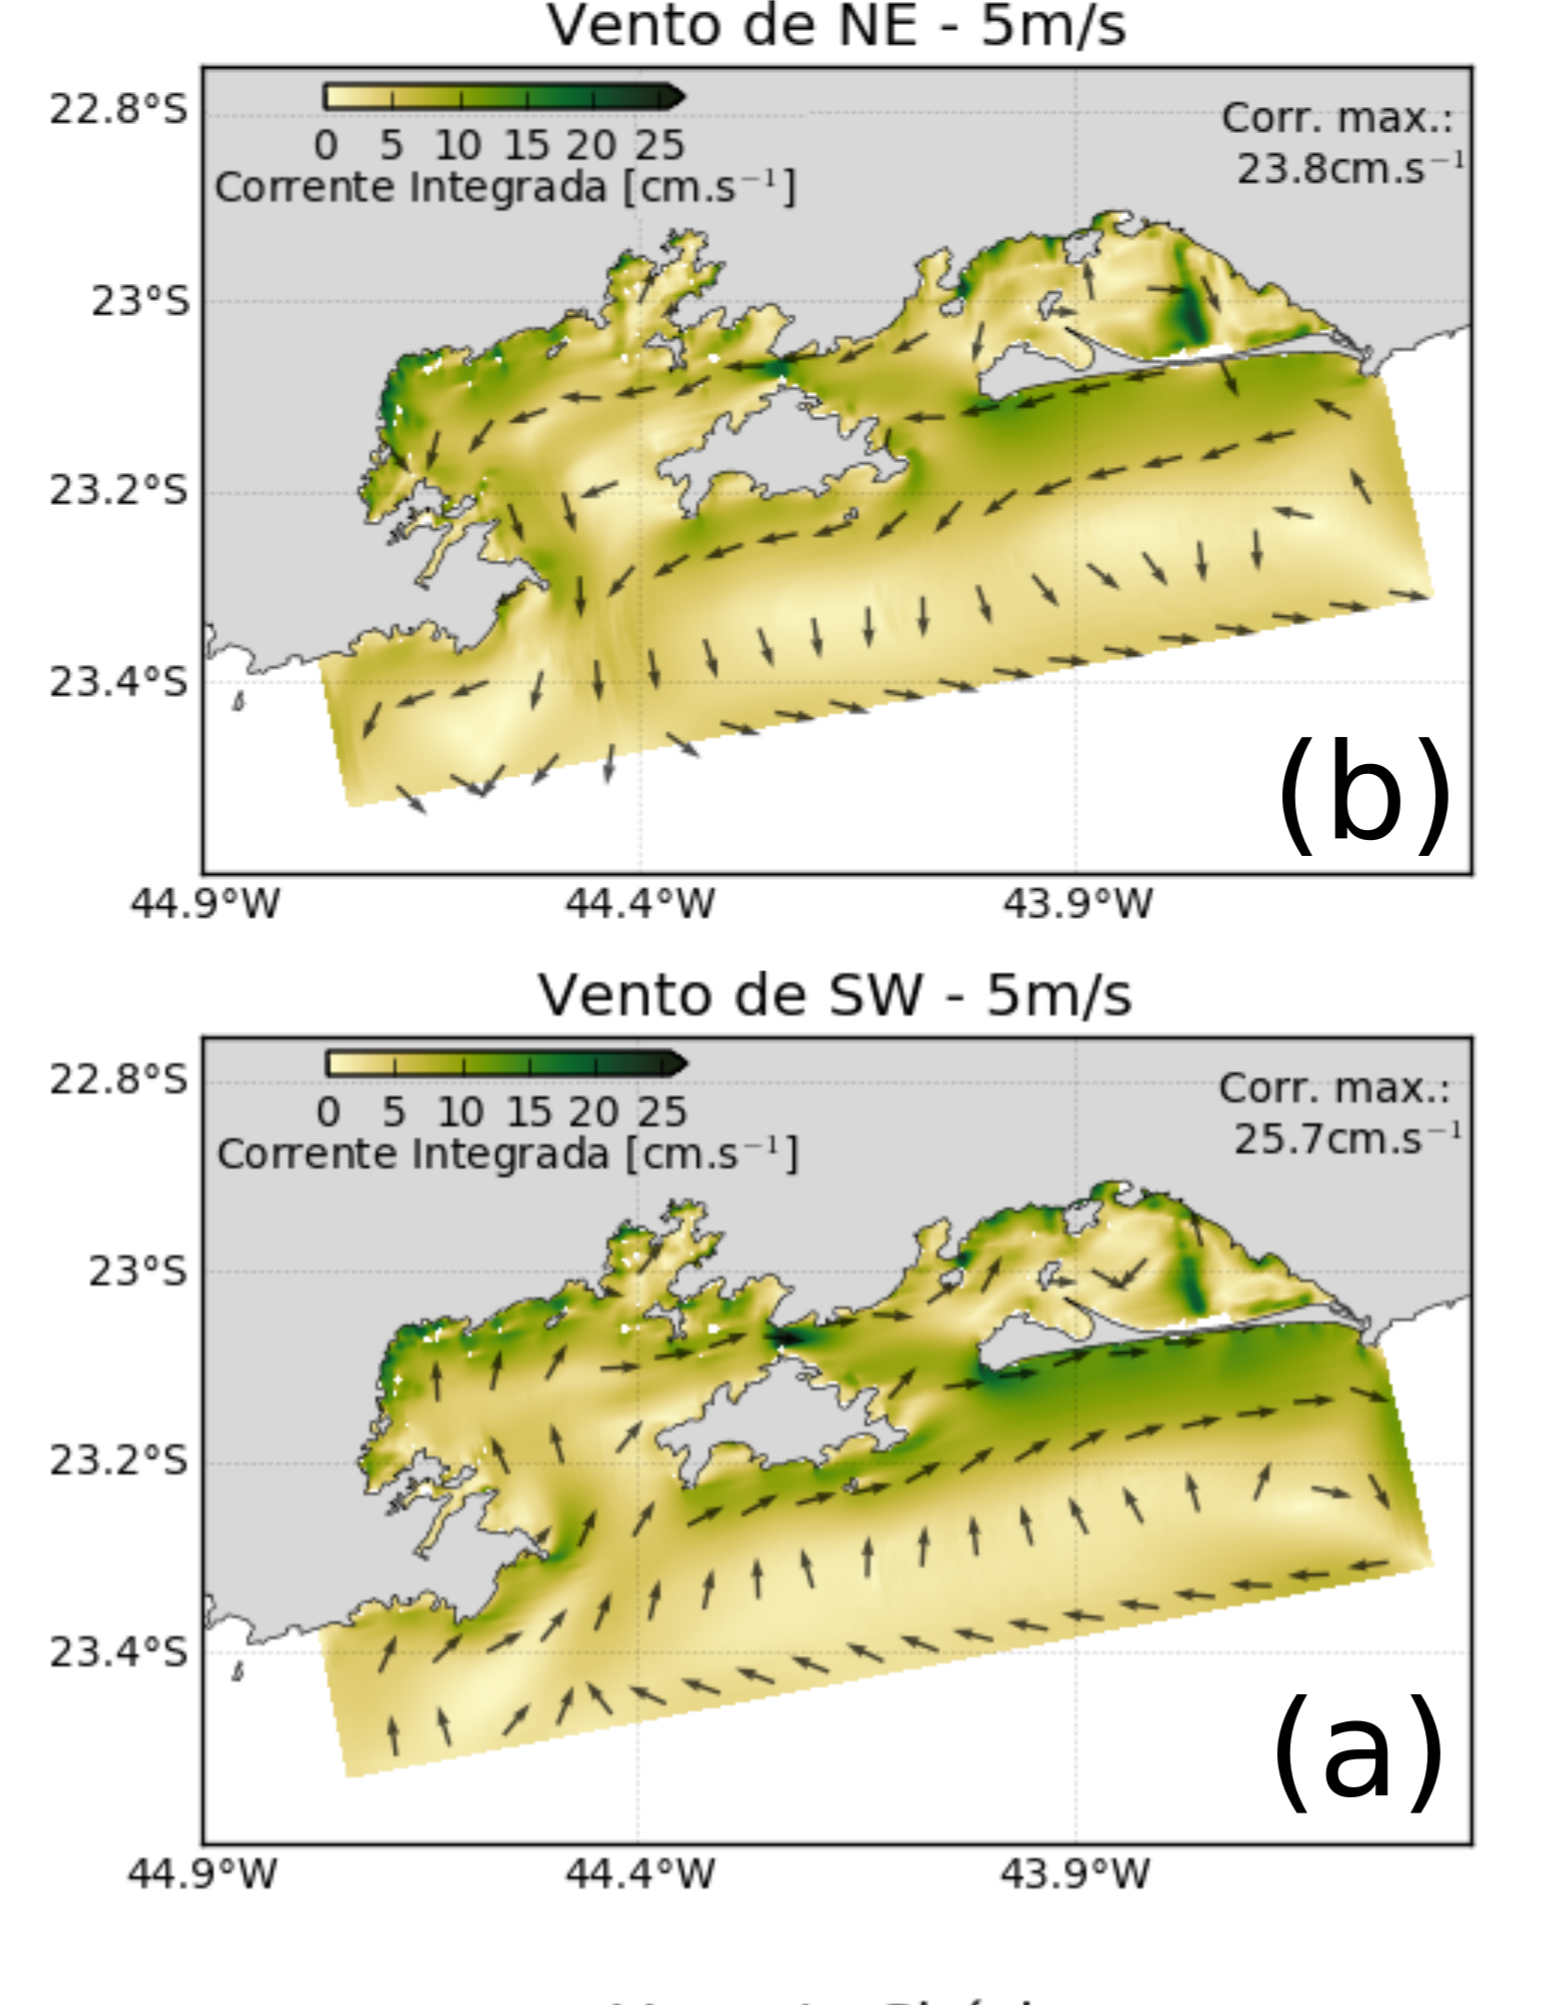 Vento de NE - 5m/s
0 5 10 15 20 25
Corrente Integrada [cm.s⁻¹]
Corr. max.:
23.8cm.s⁻¹
22.8°S
23°S
23.2°S
23.4°S
(b)
44.9°W 44.4°W 43.9°W
Vento de SW - 5m/s
0 5 10 15 20 25
Corrente Integrada [cm.s⁻¹]
Corr. max.:
25.7cm.s⁻¹
22.8°S
23°S
23.2°S
23.4°S
(a)
44.9°W 44.4°W 43.9°W